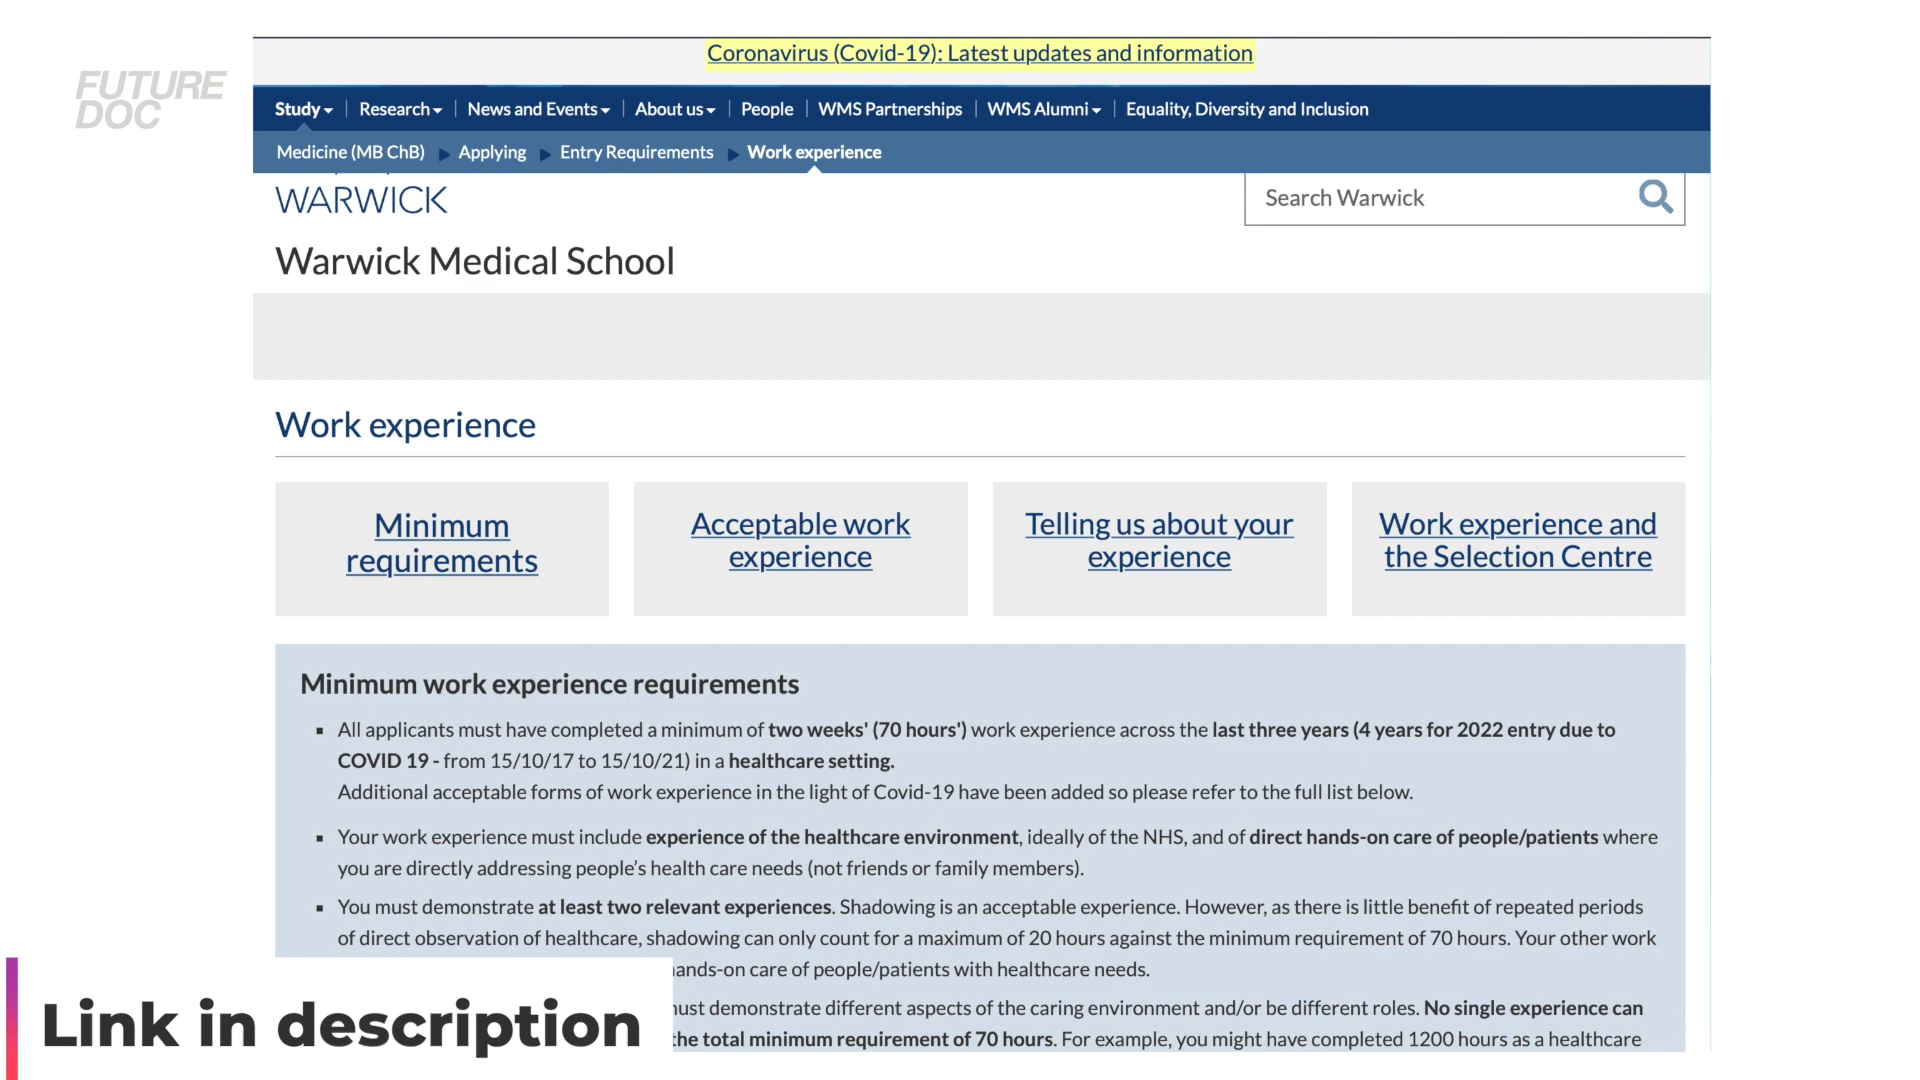 Coronavirus (Covid-19): Latest updates and information
FUTURE
DOC
Study Research News and Events About us People WMS Partnerships WMS Alumni Equality, Diversity and Inclusion
Medicine (MB ChB) Applying Entry Requirements Work experience
WARWICK
Search Warwick
Warwick Medical School
Work experience
Minimum
requirements
Acceptable work
experience
Telling us about your
experience
Work experience and
the Selection Centre
Minimum work experience requirements
▪ All applicants must have completed a minimum of two weeks' (70 hours') work experience across the last three years (4 years for 2022 entry due to
COVID 19 - from 15/10/17 to 15/10/21) in a healthcare setting.
Additional acceptable forms of work experience in the light of Covid-19 have been added so please refer to the full list below.
▪ Your work experience must include experience of the healthcare environment, ideally of the NHS, and of direct hands-on care of people/patients where
you are directly addressing people’s health care needs (not friends or family members).
▪ You must demonstrate at least two relevant experiences. Shadowing is an acceptable experience. However, as there is little benefit of repeated periods
of direct observation of healthcare, shadowing can only count for a maximum of 20 hours against the minimum requirement of 70 hours. Your other work
hands-on care of people/patients with healthcare needs.
must demonstrate different aspects of the caring environment and/or be different roles. No single experience can
the total minimum requirement of 70 hours. For example, you might have completed 1200 hours as a healthcare
Link in description